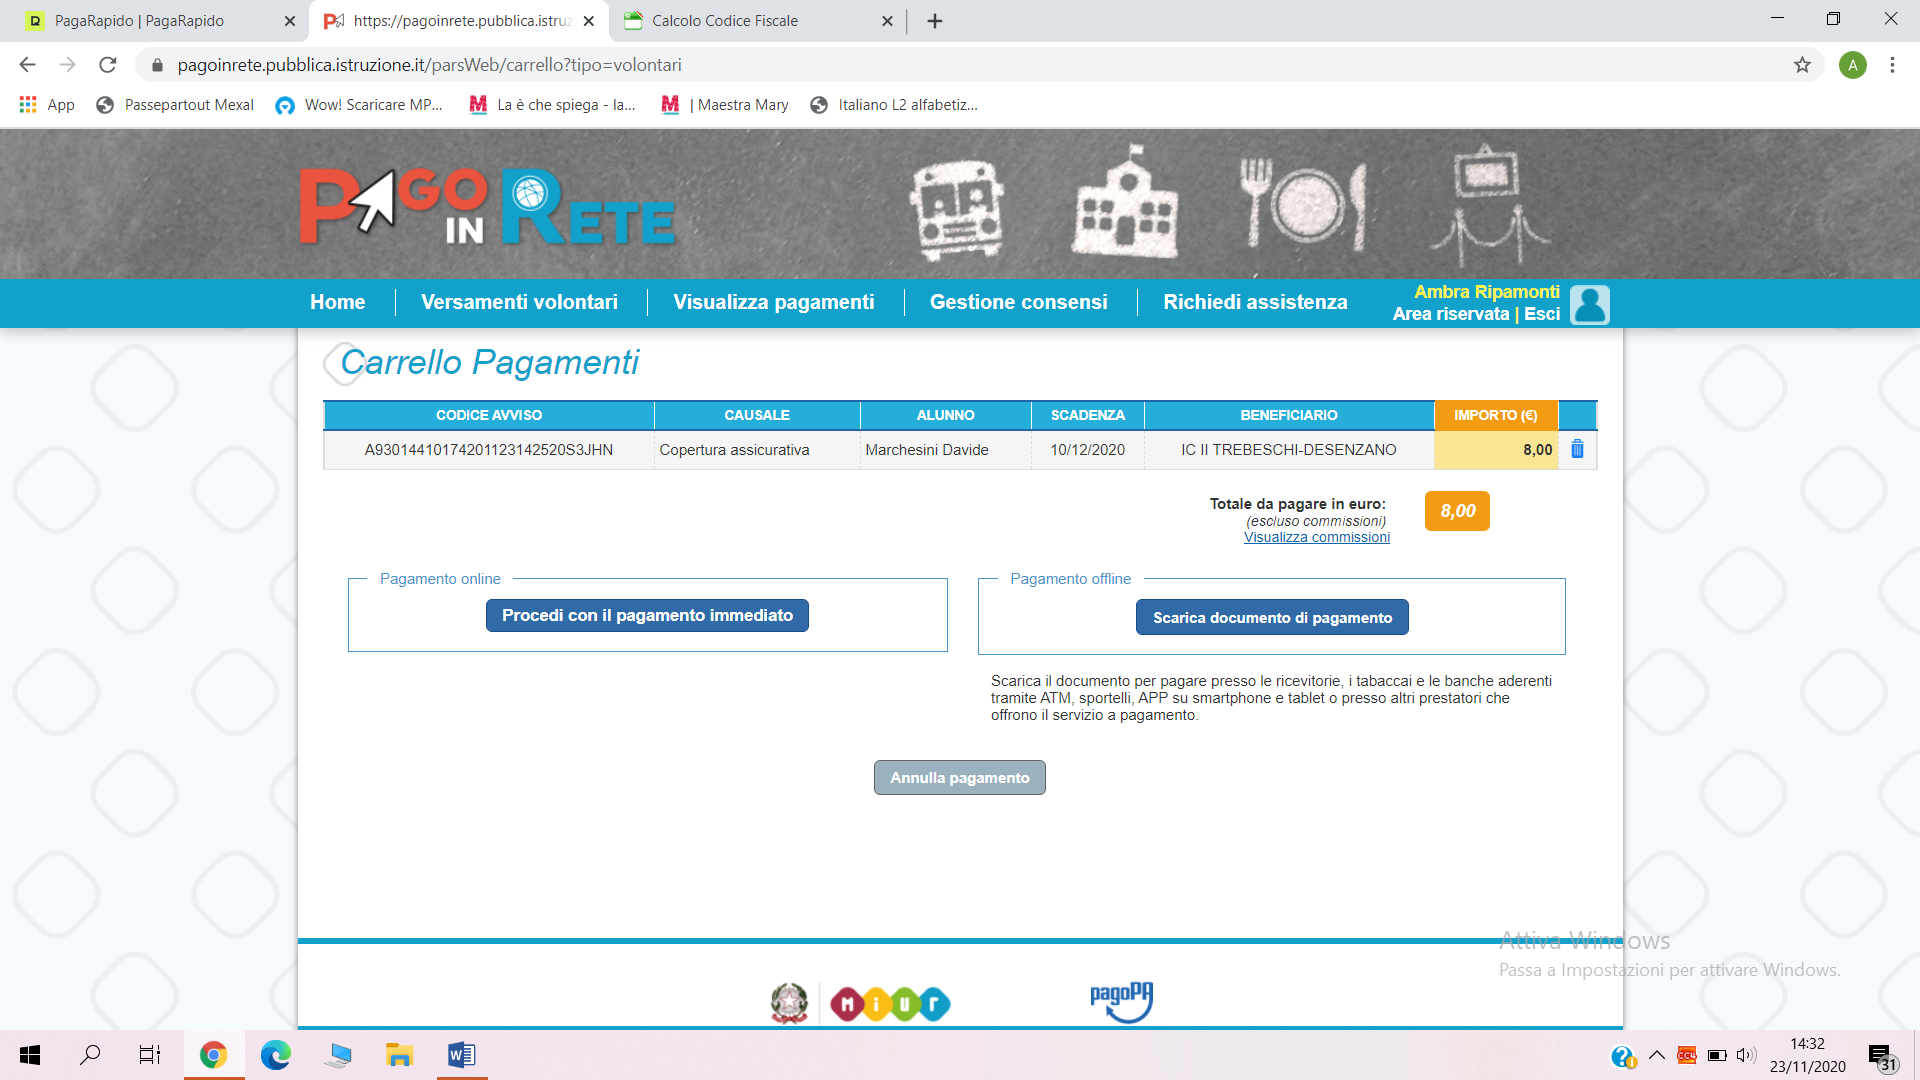 PagaRapido | PagaRapido
https://pagoinrete.pubblica.istruz
Calcolo Codice Fiscale
pagoinrete.pubblica.istruzione.it/parsWeb/carrello?tipo=volontari
A
App
Passepartout Mexal
Wow! Scaricare MP...
La è che spiega - la...
| Maestra Mary
Italiano L2 alfabetiz...
PAGO IN RETE
Home
Versamenti volontari
Visualizza pagamenti
Gestione consensi
Richiedi assistenza
Ambra Ripamonti
Area riservata | Esci
Carrello Pagamenti
CODICE AVVISO CAUSALE ALUNNO SCADENZA BENEFICIARIO IMPORTO (€)
A93014410174201123142520S3JHN Copertura assicurativa Marchesini Davide 10/12/2020 IC II TREBESCHI-DESENZANO 8,00
Totale da pagare in euro: 8,00
(escluso commissioni)
Visualizza commissioni
Pagamento online
Procedi con il pagamento immediato
Pagamento offline
Scarica documento di pagamento
Scarica il documento per pagare presso le ricevitorie, i tabaccai e le banche aderenti
tramite ATM, sportelli, APP su smartphone e tablet o presso altri prestatori che
offrono il servizio a pagamento.
Annulla pagamento
Attiva Windows
Passa a Impostazioni per attivare Windows.
MiUr
pagoPA
CCL
14:32
23/11/2020
31